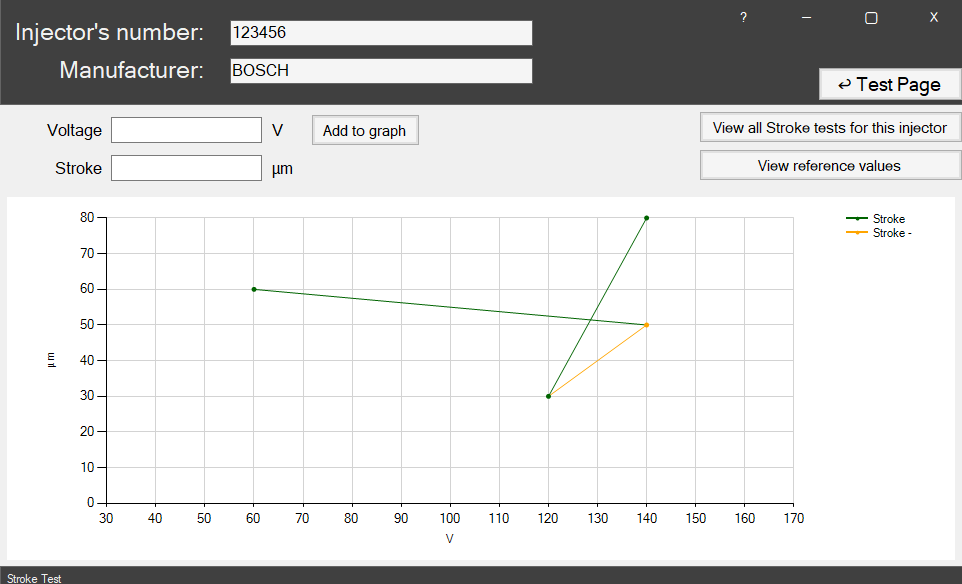 Injector's number: 123456
? – ▢ X
Manufacturer: BOSCH
↩ Test Page
Voltage V Add to graph View all Stroke tests for this injector
Stroke µm View reference values
80
70
60
50
40
30
20
10
0
µm
30 40 50 60 70 80 90 100 110 120 130 140 150 160 170
V
Stroke
Stroke -
Stroke Test